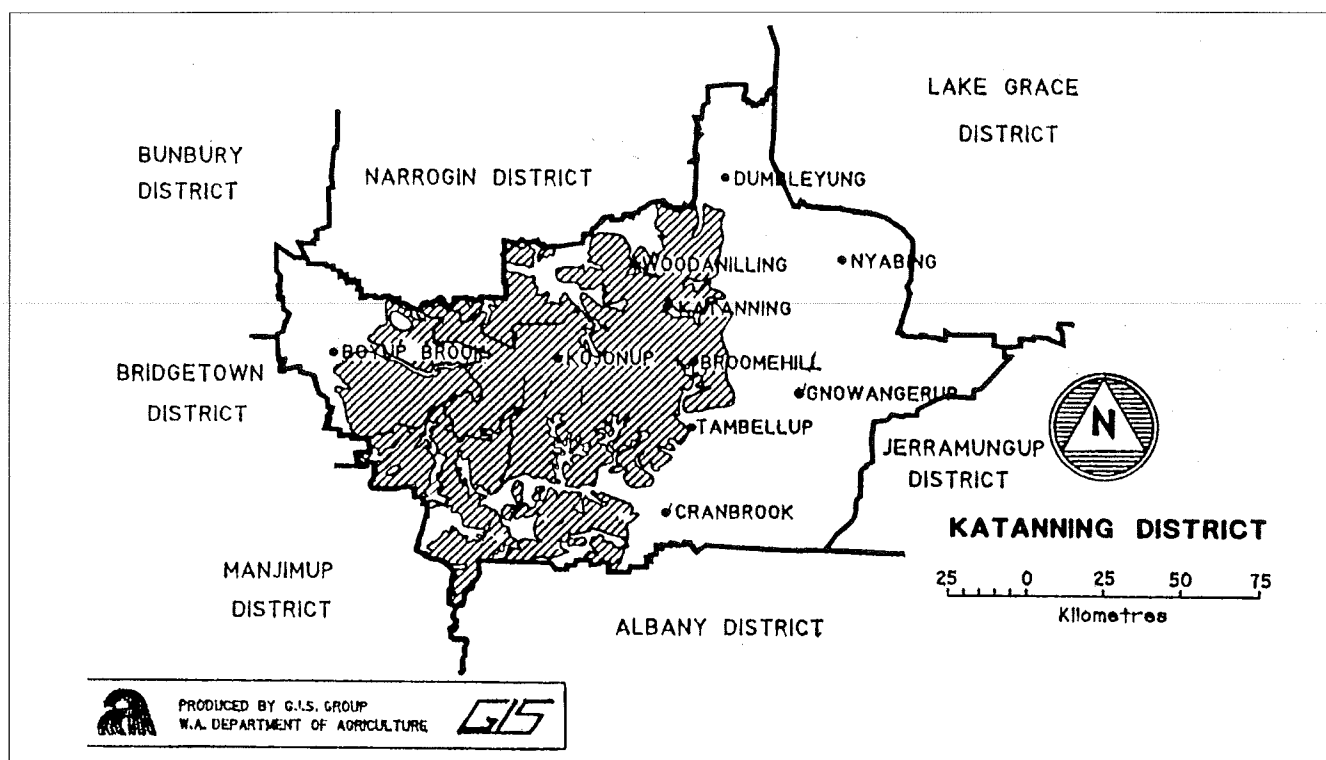 LAKE GRACE
DISTRICT
BUNBURY
DISTRICT
NARROGIN DISTRICT
DUMBLEYUNG
WOODANILLING
NYABING
KATANNING
BOYUP BROOK
KOJONUP
BROOMEHILL
BRIDGETOWN
DISTRICT
GNOWANGERUP
TAMBELLUP
N
JERRAMUNGUP
DISTRICT
CRANBROOK
KATANNING DISTRICT
MANJIMUP
DISTRICT
25 0 25 50 75
Kilometres
ALBANY DISTRICT
PRODUCED BY G.I.S. GROUP
W.A. DEPARTMENT OF AGRICULTURE
GIS